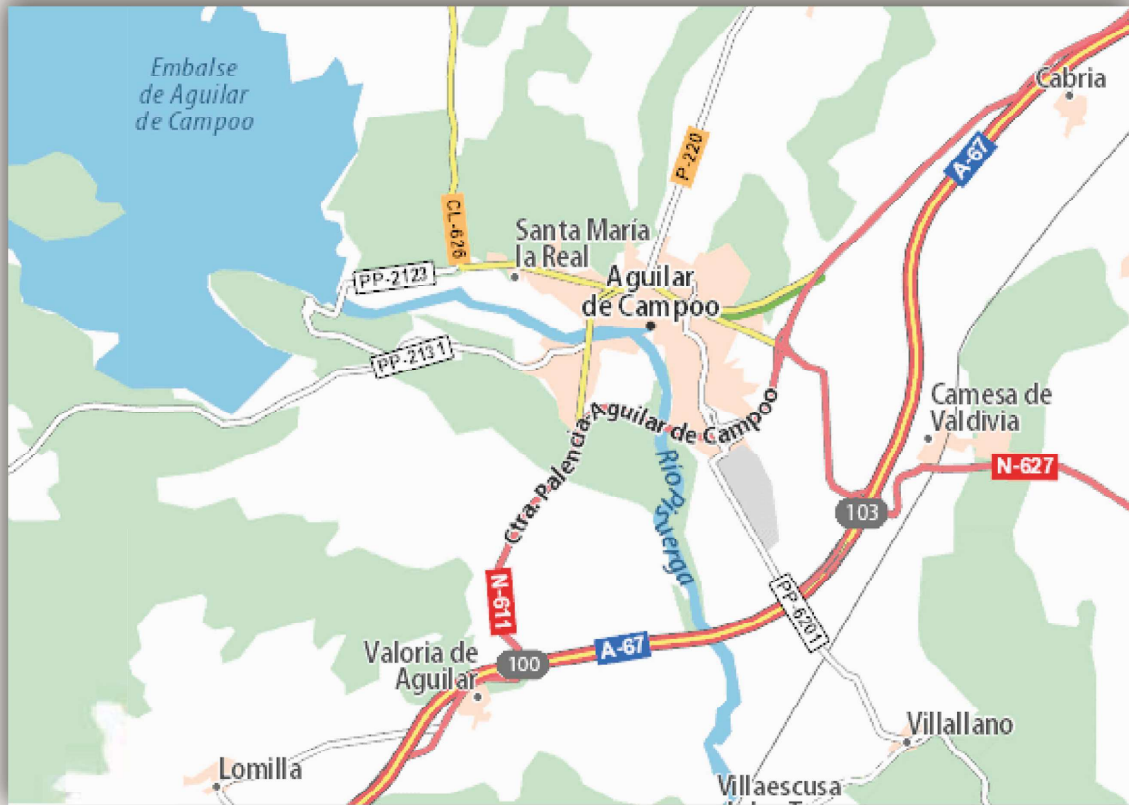 Embalse
de Aguilar
de Campoo
Cabria
A-67
P-220
CL-626
Santa María
la Real
Aguilar
de Campoo
PP-2123
PP-2131
Camesa de
Valdivia
Ctra. Palencia-Aguilar de Campoo
N-627
Río Pisuerga
103
N-611
PP-6201
A-67
100
Valoria de
Aguilar
Villallano
Lomilla
Villaescusa